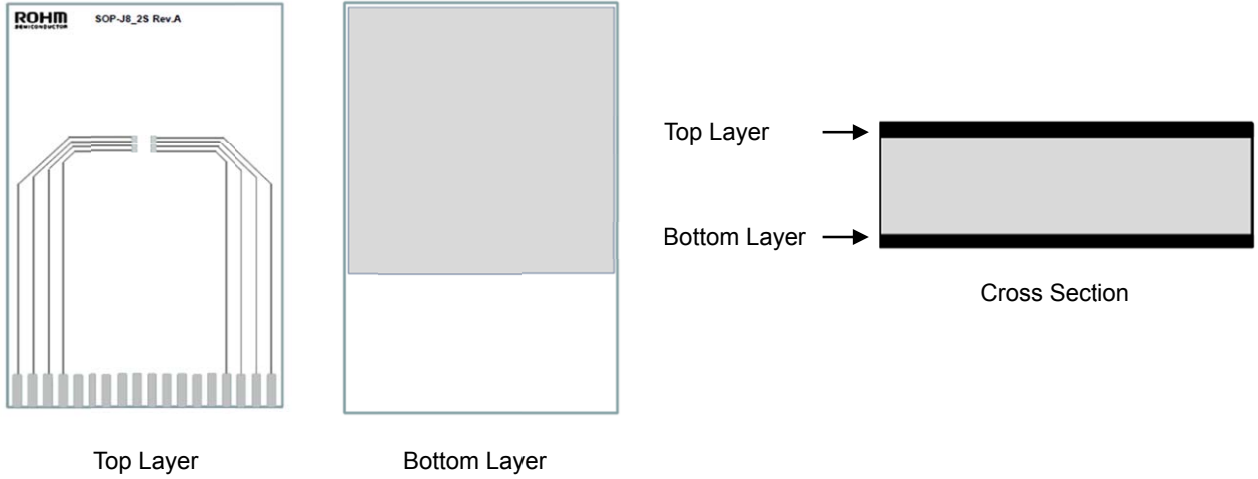 ROHM
SEMICONDUCTOR
SOP-J8_2S Rev.A
Top Layer
Bottom Layer
Top Layer
Bottom Layer
Cross Section